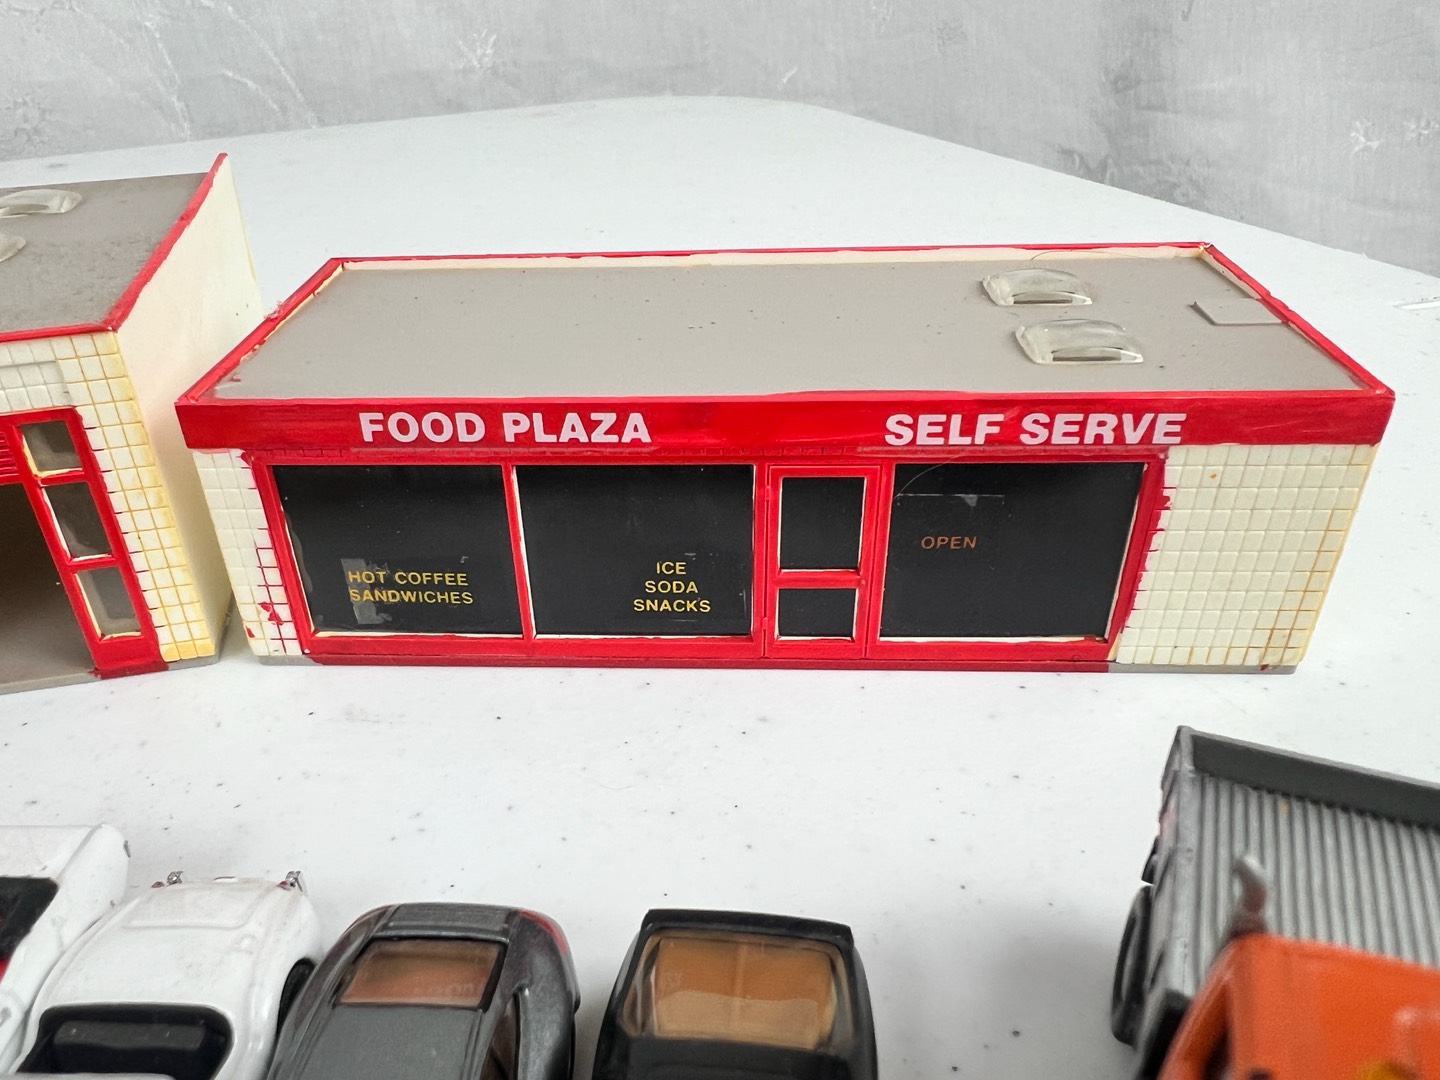 FOOD PLAZA
SELF SERVE
HOT COFFEE
SANDWICHES
ICE
SODA
SNACKS
OPEN